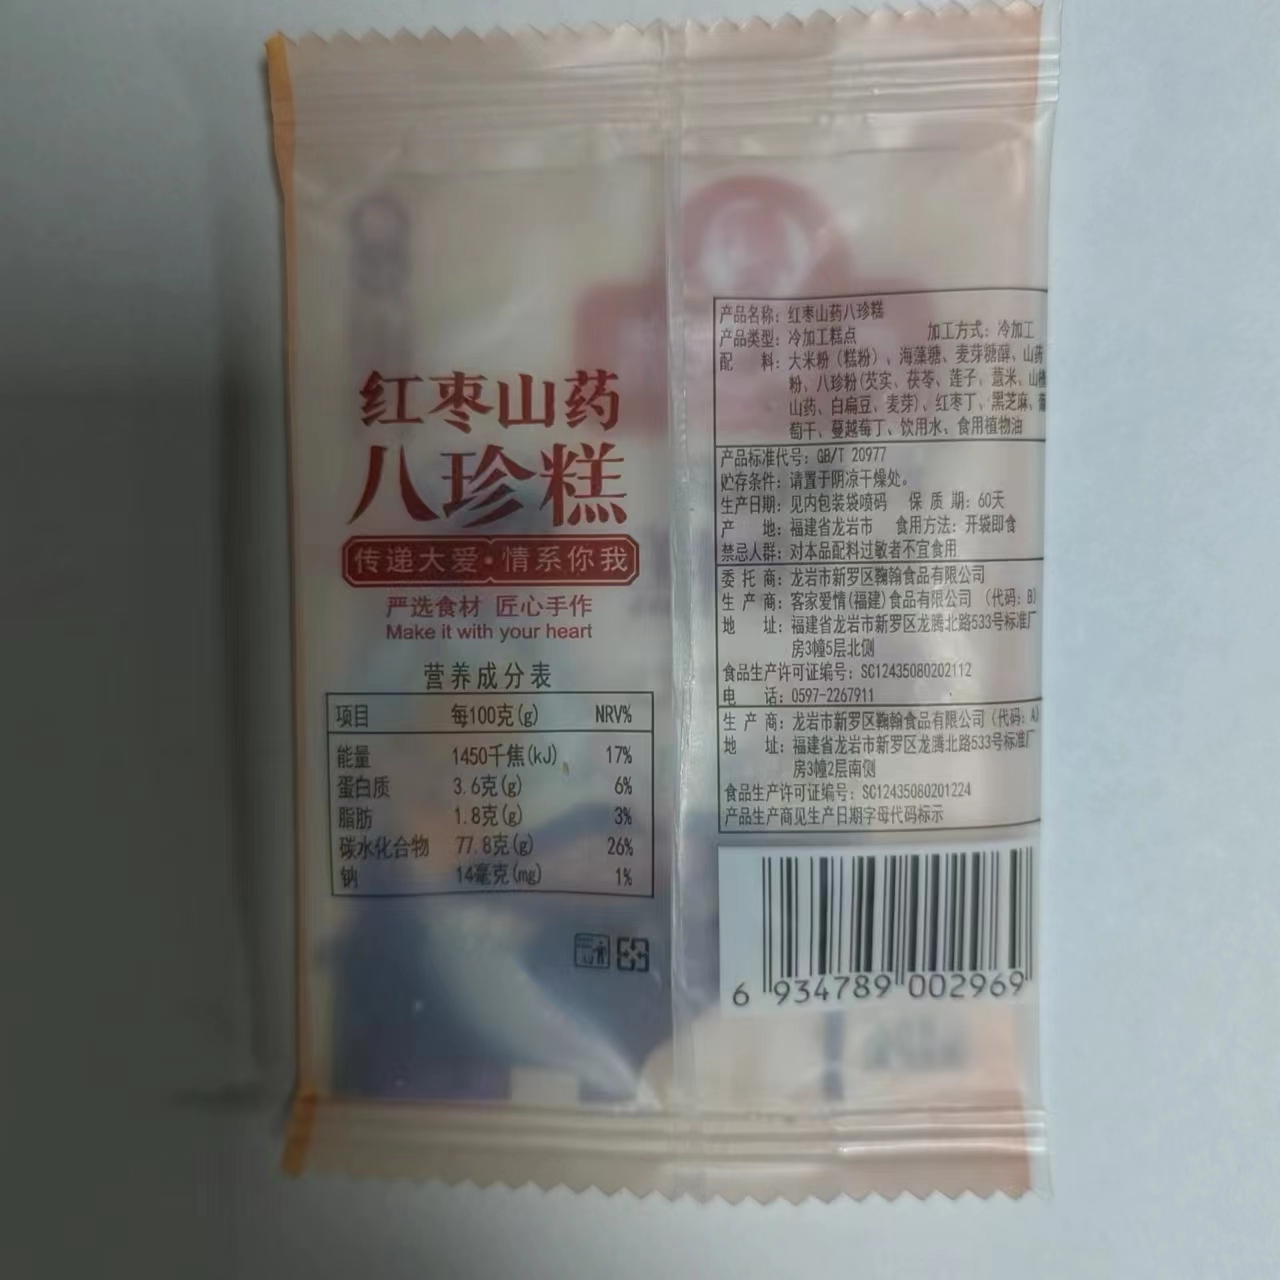 红枣山药
八珍糕
传递大爱·情系你我
严选食材 匠心手作
Make it with your heart
营养成分表
项目 每100克(g) NRV%
能量 1450千焦(kJ) 17%
蛋白质 3.6克(g) 6%
脂肪 1.8克(g) 3%
碳水化合物 77.8克(g) 26%
钠 14毫克(mg) 1%
产品名称：红枣山药八珍糕
产品类型：冷加工糕点 加工方式：冷加工
配 料：大米粉（糕粉）、海藻糖、麦芽糖醇、山药
粉、八珍粉(芡实、茯苓、莲子、薏米、山楂
山药、白扁豆、麦芽)、红枣丁、黑芝麻、葡
萄干、蔓越莓丁、饮用水、食用植物油
产品标准代号：GB/T 20977
贮存条件：请置于阴凉干燥处。
生产日期：见内包装袋喷码 保 质 期：60天
产 地：福建省龙岩市 食用方法：开袋即食
禁忌人群：对本品配料过敏者不宜食用
委 托 商：龙岩市新罗区鞠翰食品有限公司
生 产 商：客家爱情(福建)食品有限公司 （代码：B)
地 址：福建省龙岩市新罗区龙腾北路533号标准厂
房3幢5层北侧
食品生产许可证编号：SC12435080202112
电 话：0597-2267911
生 产 商：龙岩市新罗区鞠翰食品有限公司（代码：A)
地 址：福建省龙岩市新罗区龙腾北路533号标准厂
房3幢2层南侧
食品生产许可证编号：SC12435080201224
产品生产商见生产日期字母代码标示
6 934789 002969